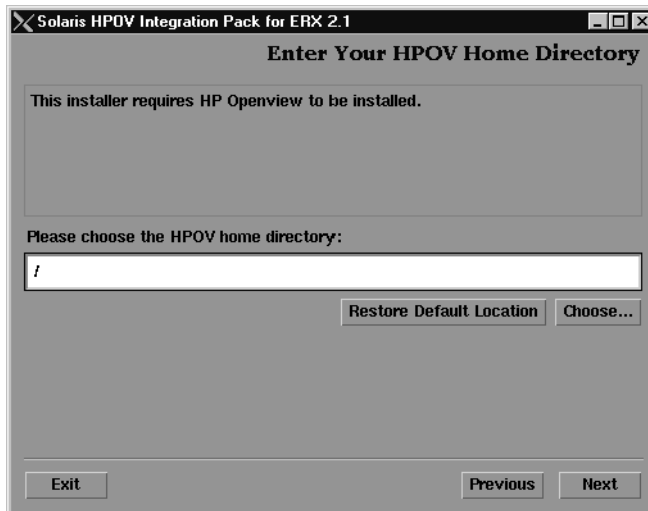 Solaris HPOV Integration Pack for ERX 2.1
Enter Your HPOV Home Directory
This installer requires HP Openview to be installed.
Please choose the HPOV home directory:
/
Restore Default Location
Choose...
Exit
Previous
Next